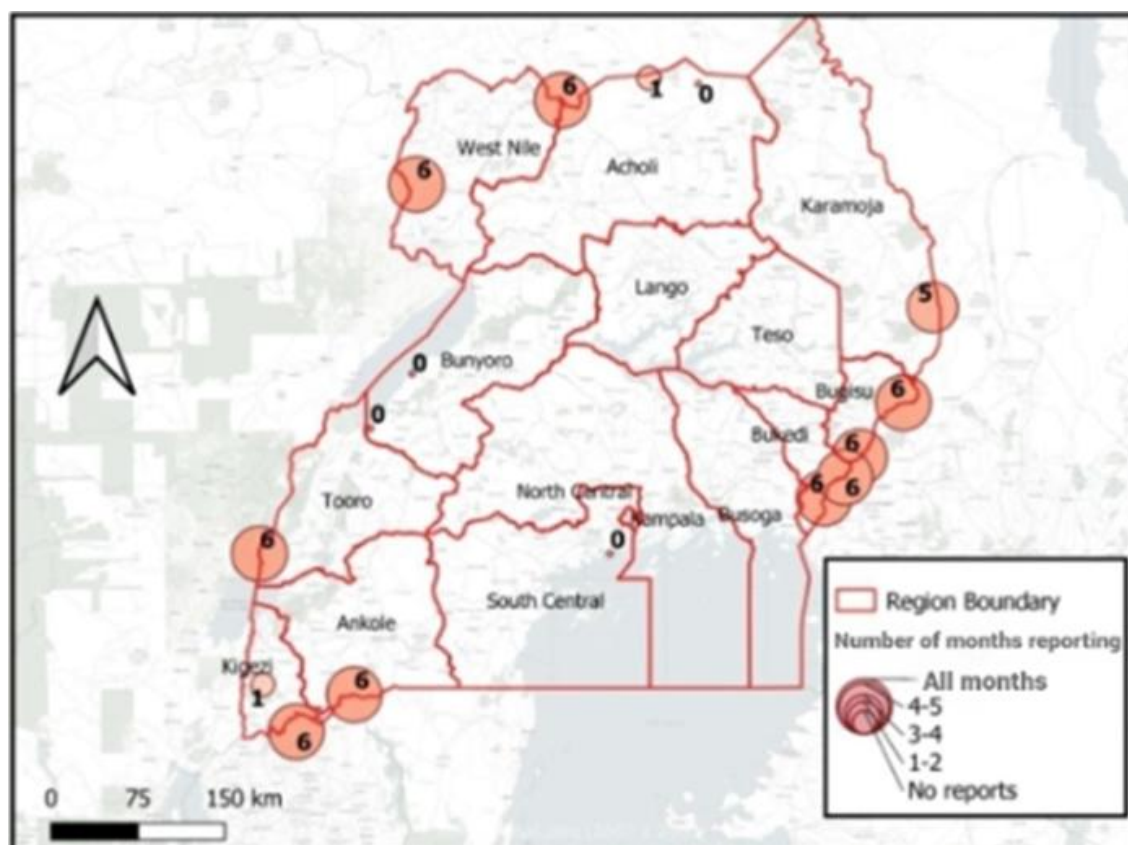 6
1
0
West Nile
Acholi
6
Karamoja
Lango
5
Teso
0
Bunyoro
Bugisu
6
0
Bukedi
6
Tooro
North Central
6
6
Kampala
Busoga
6
0
South Central
Ankole
Kigezi
1
6
6
Region Boundary
Number of months reporting
All months
4-5
3-4
1-2
No reports
0 75 150 km